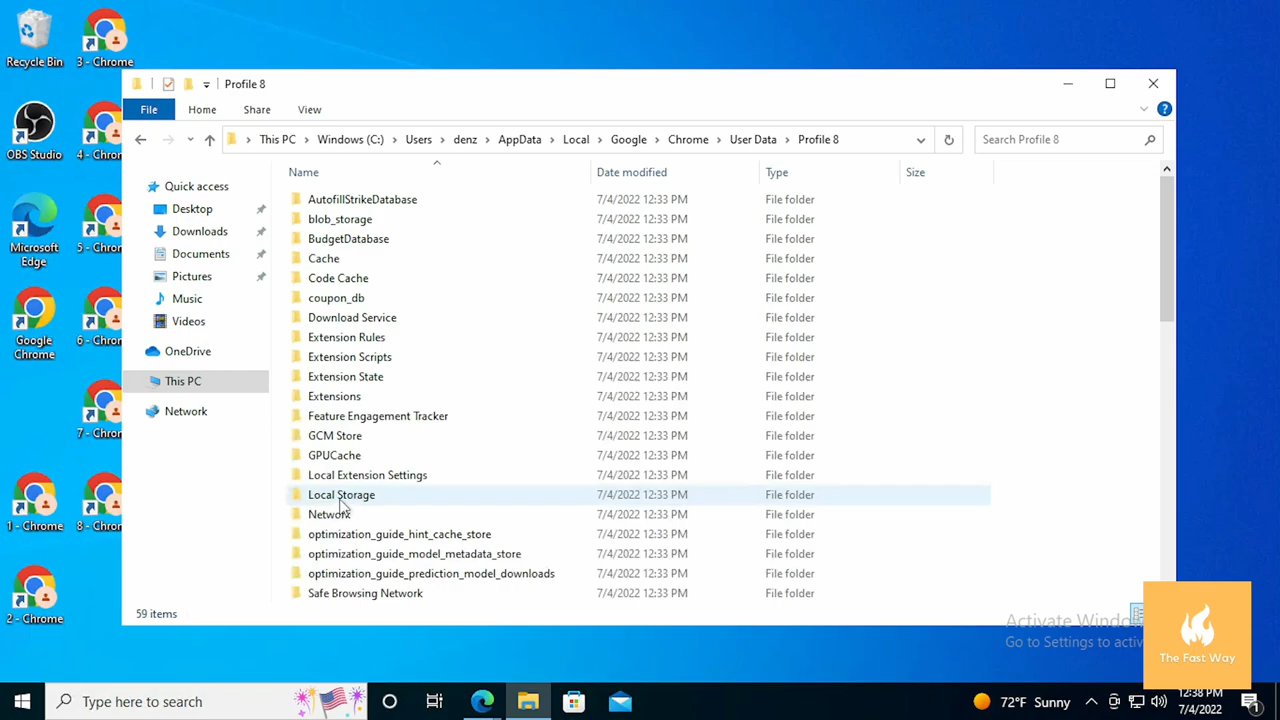 Recycle Bin
3 - Chrome
OBS Studio
4 - Chrom
Microsoft
Edge
5 - Chrom
Google
Chrome
6 - Chrom
7 - Chrom
1 - Chrome
8 - Chrom
2 - Chrome
Profile 8
File
Home
Share
View
This PC
Windows (C:)
Users
denz
AppData
Local
Google
Chrome
User Data
Profile 8
Search Profile 8
Quick access
Desktop
Downloads
Documents
Pictures
Music
Videos
OneDrive
This PC
Network
Name Date modified Type Size
AutofillStrikeDatabase 7/4/2022 12:33 PM File folder
blob_storage 7/4/2022 12:33 PM File folder
BudgetDatabase 7/4/2022 12:33 PM File folder
Cache 7/4/2022 12:33 PM File folder
Code Cache 7/4/2022 12:33 PM File folder
coupon_db 7/4/2022 12:33 PM File folder
Download Service 7/4/2022 12:33 PM File folder
Extension Rules 7/4/2022 12:33 PM File folder
Extension Scripts 7/4/2022 12:33 PM File folder
Extension State 7/4/2022 12:33 PM File folder
Extensions 7/4/2022 12:33 PM File folder
Feature Engagement Tracker 7/4/2022 12:33 PM File folder
GCM Store 7/4/2022 12:33 PM File folder
GPUCache 7/4/2022 12:33 PM File folder
Local Extension Settings 7/4/2022 12:33 PM File folder
Local Storage 7/4/2022 12:33 PM File folder
Network 7/4/2022 12:33 PM File folder
optimization_guide_hint_cache_store 7/4/2022 12:33 PM File folder
optimization_guide_model_metadata_store 7/4/2022 12:33 PM File folder
optimization_guide_prediction_model_downloads 7/4/2022 12:33 PM File folder
Safe Browsing Network 7/4/2022 12:33 PM File folder
59 items
Activate Windo
Go to Settings to activ
The Fast Way
Type here to search
72°F Sunny
12:38 PM
7/4/2022
1